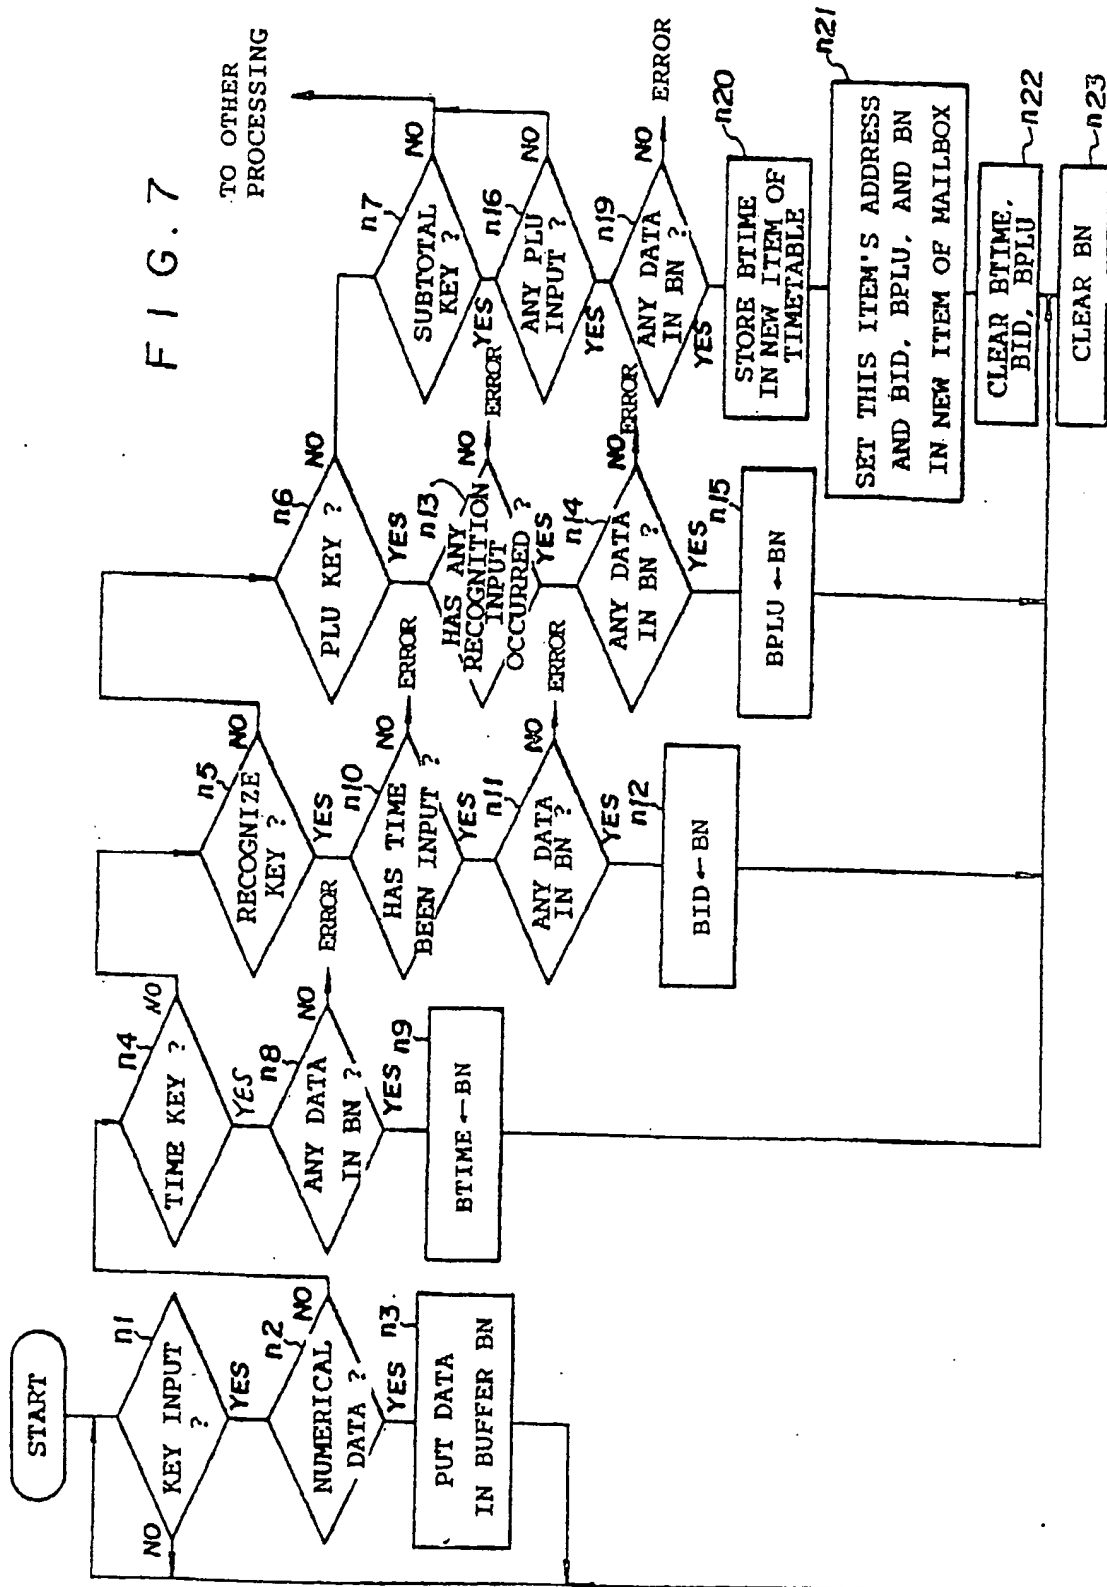 FIG. 7
START
n1
KEY INPUT
?
NO
YES
n2
NUMERICAL
DATA ?
NO
YES
n3
PUT DATA
IN BUFFER BN
n4
TIME KEY ?
NO
YES
n8
ANY DATA
IN BN ?
NO
ERROR
YES
n9
BTIME←BN
n5
RECOGNIZE
KEY ?
NO
YES
n10
HAS TIME
BEEN INPUT ?
NO
ERROR
YES
n11
ANY DATA
IN BN ?
NO
ERROR
YES
n12
BID←BN
n6
PLU KEY ?
NO
YES
n13
HAS ANY
RECOGNITION
INPUT
OCCURRED ?
NO
ERROR
YES
n14
ANY DATA
IN BN ?
NO
ERROR
YES
n15
BPLU←BN
n7
SUBTOTAL
KEY ?
NO
TO OTHER
PROCESSING
YES
n16
ANY PLU
INPUT ?
NO
YES
n19
ANY DATA
IN BN ?
NO
ERROR
YES
n20
STORE BTIME
IN NEW ITEM OF
TIMETABLE
n21
SET THIS ITEM'S ADDRESS
AND BID, BPLU, AND BN
IN NEW ITEM OF MAILBOX
n22
CLEAR BTIME,
BID, BPLU
n23
CLEAR BN